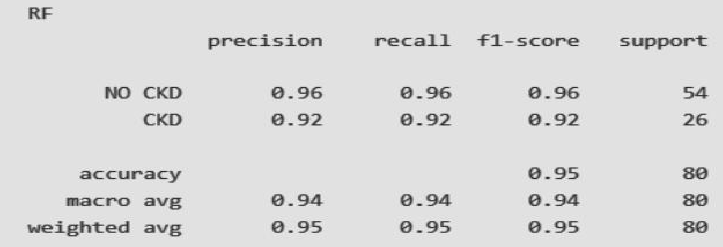 RF
precision recall f1-score support
NO CKD 0.96 0.96 0.96 54
CKD 0.92 0.92 0.92 26
accuracy 0.95 80
macro avg 0.94 0.94 0.94 80
weighted avg 0.95 0.95 0.95 80